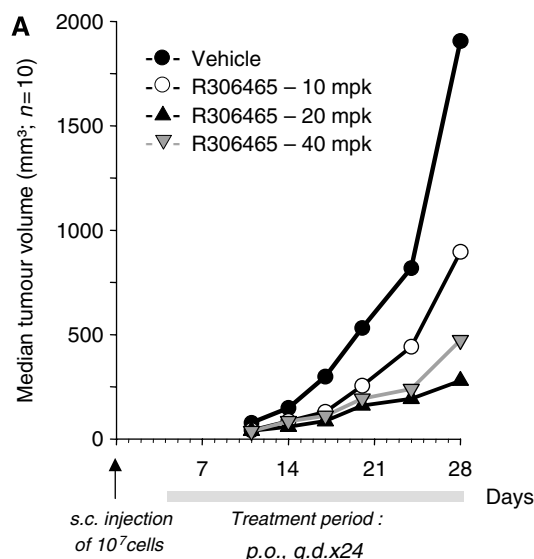 A
2000
1500
1000
500
0
Median tumour volume (mm³; n=10)
Vehicle
R306465 – 10 mpk
R306465 – 20 mpk
R306465 – 40 mpk
7 14 21 28
Days
s.c. injection
of 10⁷cells
Treatment period :
p.o., q.d.x24